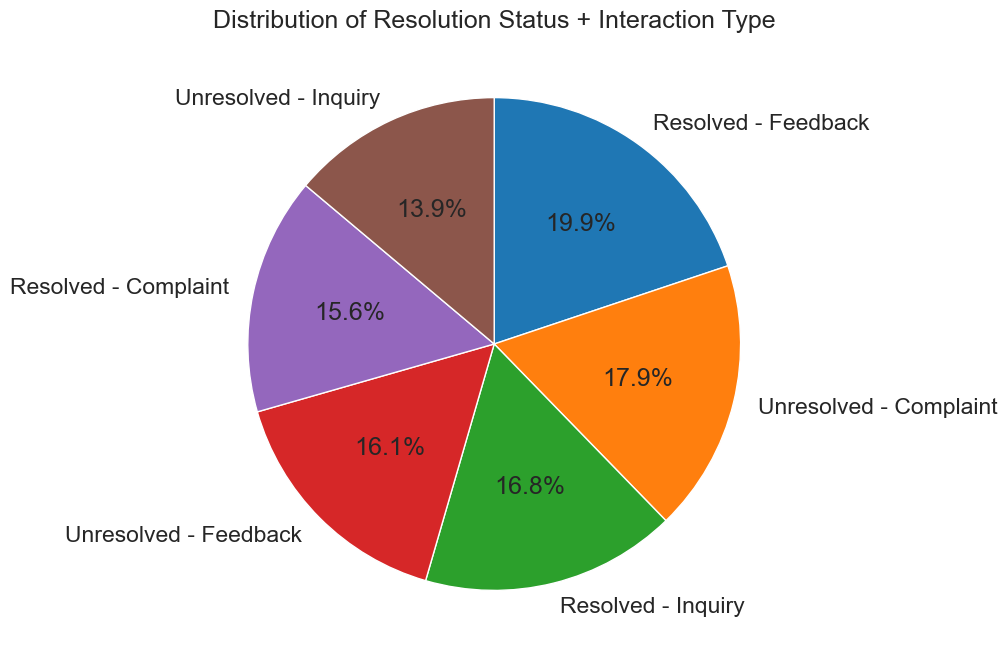 Distribution of Resolution Status + Interaction Type
Unresolved - Inquiry
Resolved - Feedback
13.9%
19.9%
Resolved - Complaint
15.6%
17.9%
Unresolved - Complaint
16.1%
16.8%
Unresolved - Feedback
Resolved - Inquiry